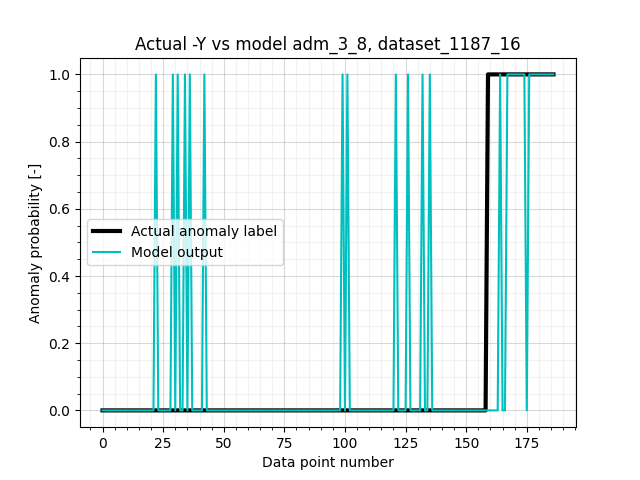 Actual -Y vs model adm_3_8, dataset_1187_16
1.0
0.8
0.6
0.4
0.2
0.0
Anomaly probability [-]
Actual anomaly label
Model output
0 25 50 75 100 125 150 175
Data point number